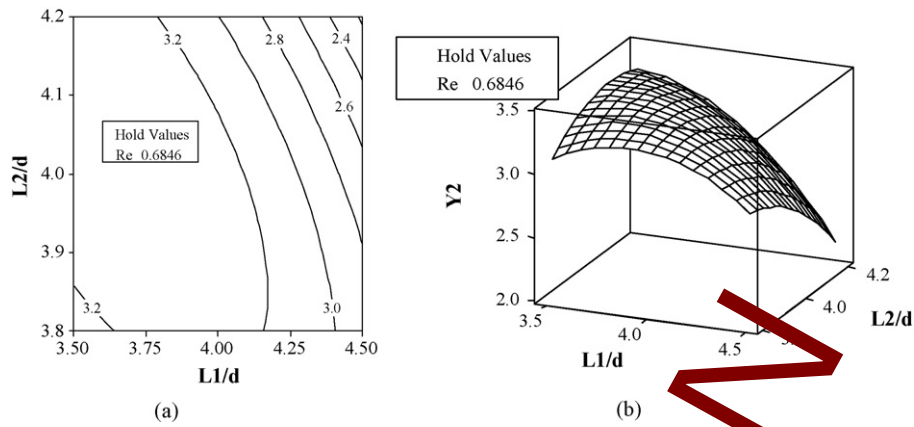 4.2
4.1
4.0
3.9
3.8
L2/d
3.2
2.8
2.4
2.6
Hold Values
Re 0.6846
3.2
3.0
3.50
3.75
4.00
4.25
4.50
L1/d
(a)
Hold Values
Re 0.6846
3.5
3.0
2.5
2.0
Y2
3.5
4.0
4.5
L1/d
4.2
4.0
L2/d
(b)